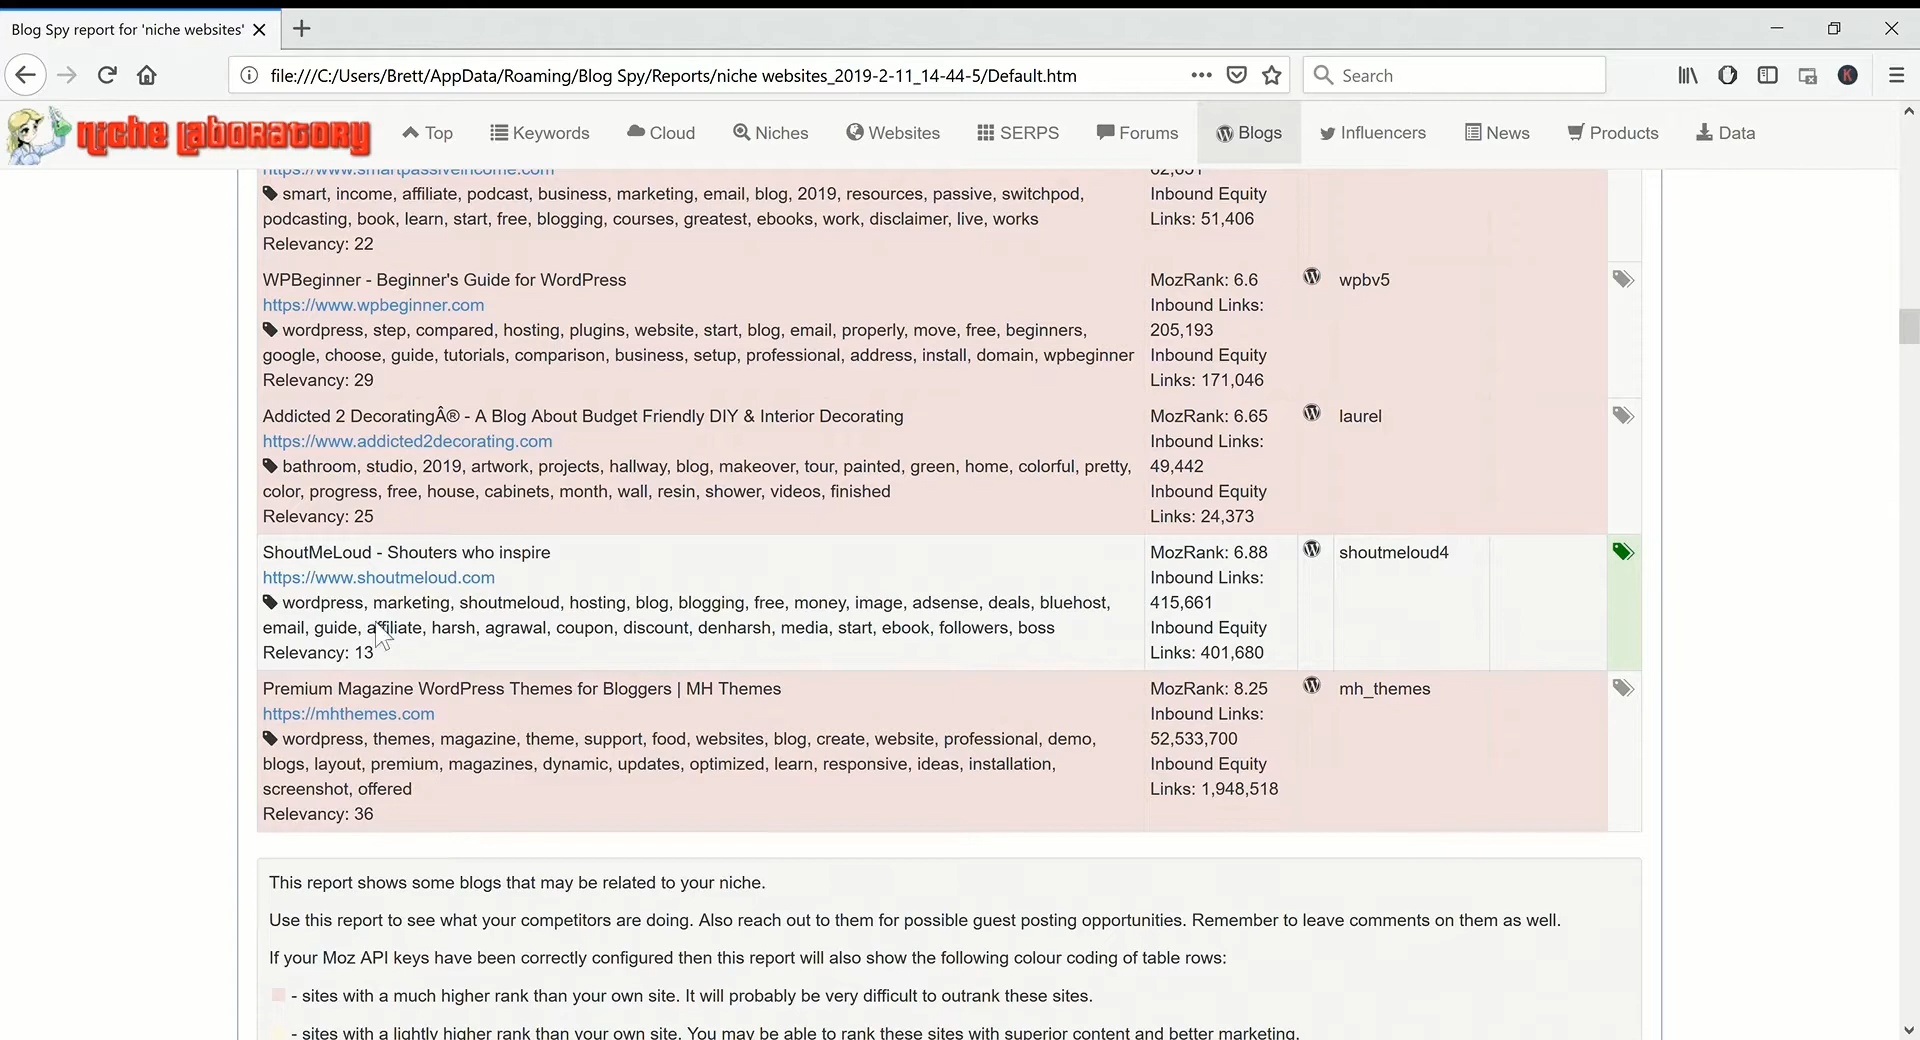 Blog Spy report for 'niche websites'
file:///C:/Users/Brett/AppData/Roaming/Blog Spy/Reports/niche websites_2019-2-11_14-44-5/Default.htm
Search
K
niche laboratory
Top
Keywords
Cloud
Niches
Websites
SERPS
Forums
Blogs
Influencers
News
Products
Data
https://www.smartpassiveincome.com
smart, income, affiliate, podcast, business, marketing, email, blog, 2019, resources, passive, switchpod,
podcasting, book, learn, start, free, blogging, courses, greatest, ebooks, work, disclaimer, live, works
Relevancy: 22
Inbound Equity
Links: 51,406
WPBeginner - Beginner's Guide for WordPress
https://www.wpbeginner.com
wordpress, step, compared, hosting, plugins, website, start, blog, email, properly, move, free, beginners,
google, choose, guide, tutorials, comparison, business, setup, professional, address, install, domain, wpbeginner
Relevancy: 29
MozRank: 6.6
Inbound Links:
205,193
Inbound Equity
Links: 171,046
wpbv5
Addicted 2 DecoratingÂ® - A Blog About Budget Friendly DIY & Interior Decorating
https://www.addicted2decorating.com
bathroom, studio, 2019, artwork, projects, hallway, blog, makeover, tour, painted, green, home, colorful, pretty,
color, progress, free, house, cabinets, month, wall, resin, shower, videos, finished
Relevancy: 25
MozRank: 6.65
Inbound Links:
49,442
Inbound Equity
Links: 24,373
laurel
ShoutMeLoud - Shouters who inspire
https://www.shoutmeloud.com
wordpress, marketing, shoutmeloud, hosting, blog, blogging, free, money, image, adsense, deals, bluehost,
email, guide, affiliate, harsh, agrawal, coupon, discount, denharsh, media, start, ebook, followers, boss
Relevancy: 13
MozRank: 6.88
Inbound Links:
415,661
Inbound Equity
Links: 401,680
shoutmeloud4
Premium Magazine WordPress Themes for Bloggers | MH Themes
https://mhthemes.com
wordpress, themes, magazine, theme, support, food, websites, blog, create, website, professional, demo,
blogs, layout, premium, magazines, dynamic, updates, optimized, learn, responsive, ideas, installation,
screenshot, offered
Relevancy: 36
MozRank: 8.25
Inbound Links:
52,533,700
Inbound Equity
Links: 1,948,518
mh_themes
This report shows some blogs that may be related to your niche.
Use this report to see what your competitors are doing. Also reach out to them for possible guest posting opportunities. Remember to leave comments on them as well.
If your Moz API keys have been correctly configured then this report will also show the following colour coding of table rows:
- sites with a much higher rank than your own site. It will probably be very difficult to outrank these sites.
- sites with a lightly higher rank than your own site. You may be able to rank these sites with superior content and better marketing.